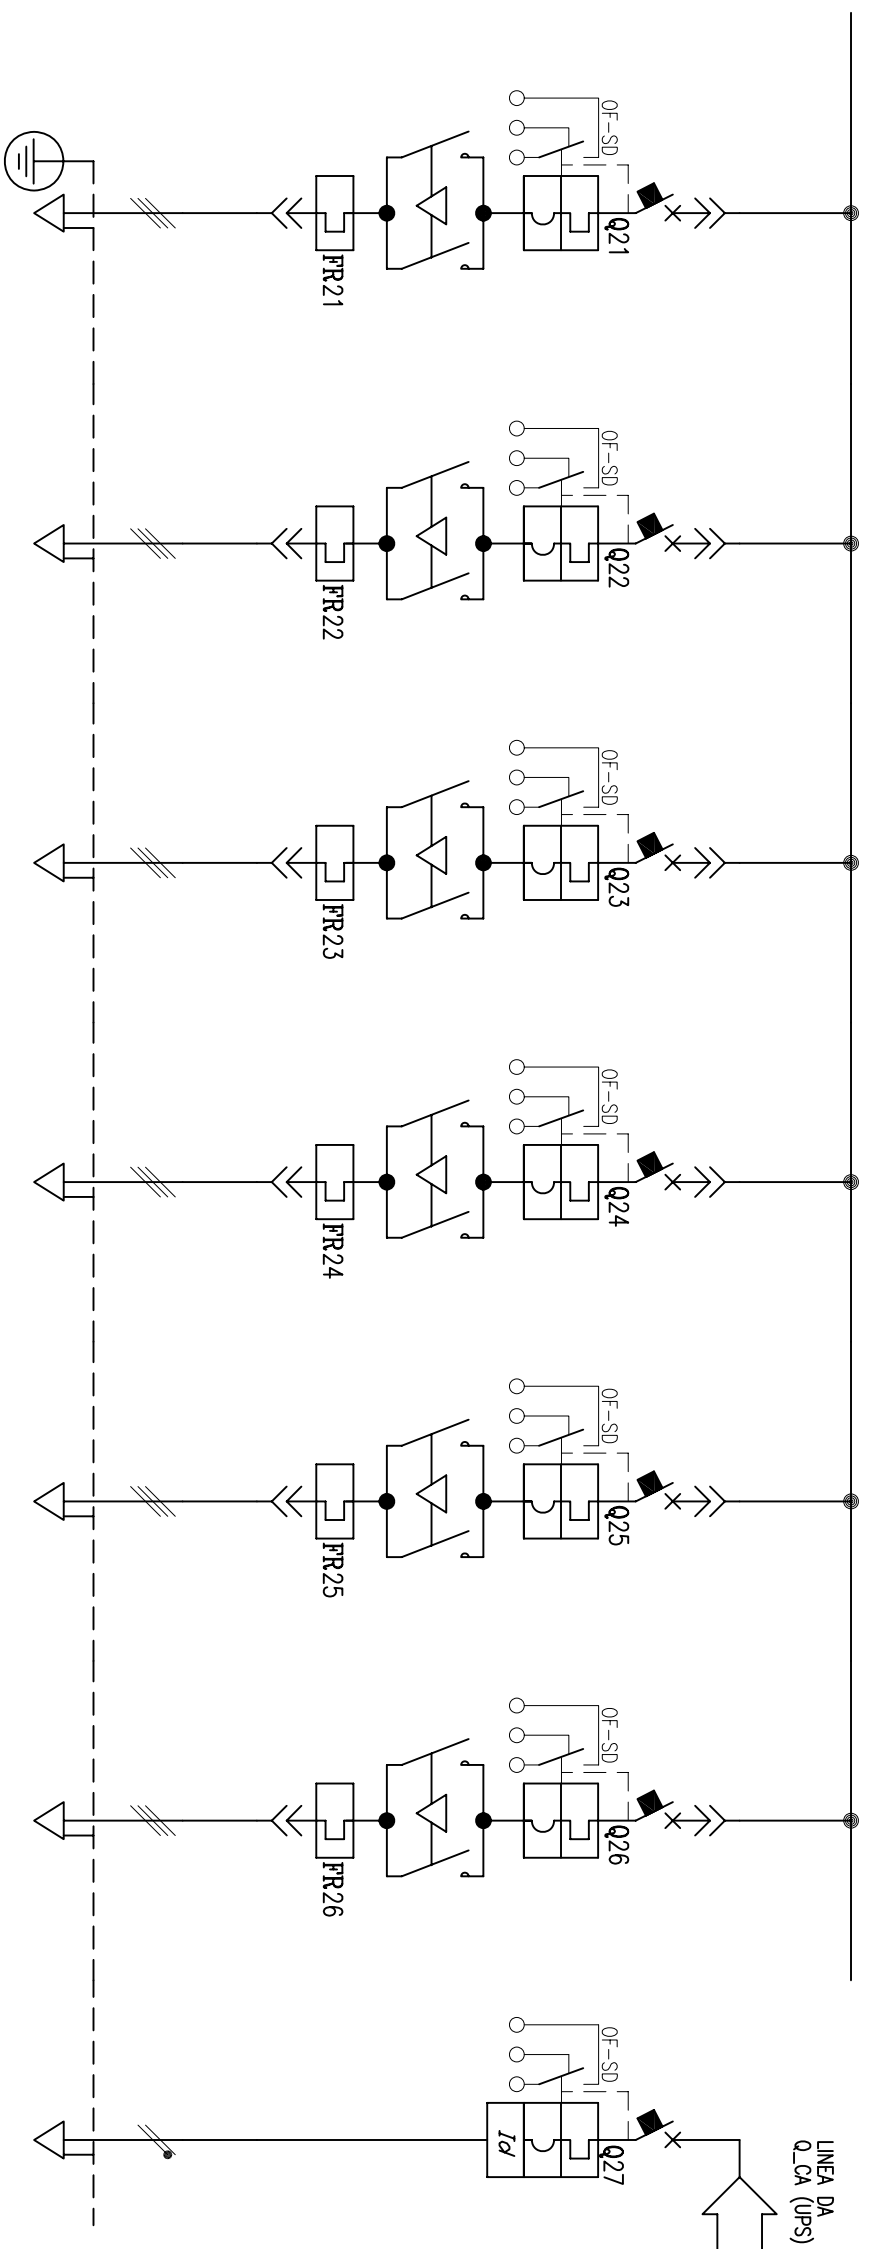 OF-SD
Q21
FR21
OF-SD
Q22
FR22
OF-SD
Q23
FR23
OF-SD
Q24
FR24
OF-SD
Q25
FR25
OF-SD
Q26
FR26
OF-SD
Q27
Id
LINEA DA
Q_CA (UPS)